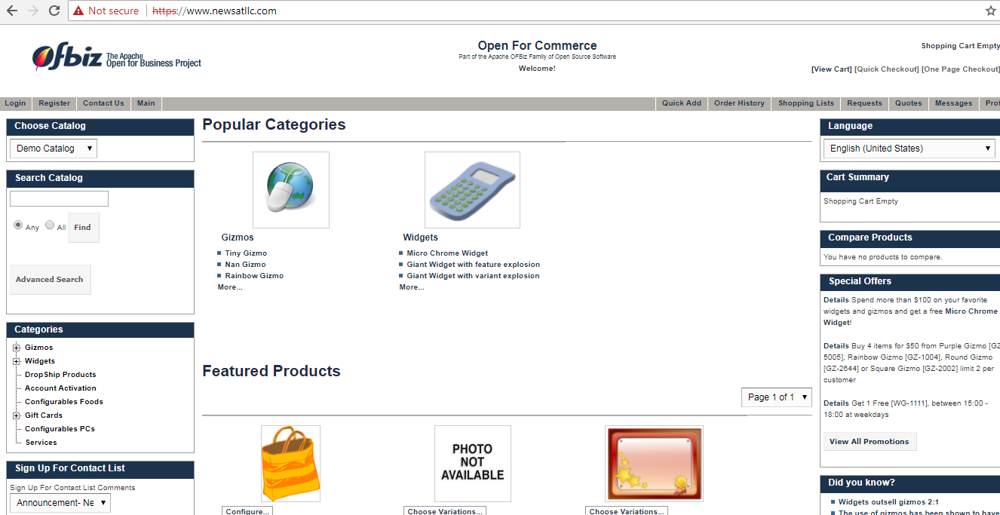 Not secure https://www.newsatllc.com
Ofbiz The Apache
Open for Business Project
Open For Commerce
Part of the Apache OFBiz Family of Open Source Software
Welcome!
Shopping Cart Empty
[View Cart] [Quick Checkout] [One Page Checkout]
Login Register Contact Us Main Quick Add Order History Shopping Lists Requests Quotes Messages Prof
Choose Catalog
Demo Catalog
Search Catalog
Any All Find
Advanced Search
Categories
Gizmos
Widgets
DropShip Products
Account Activation
Configurables Foods
Gift Cards
Configurables PCs
Services
Sign Up For Contact List
Sign Up For Contact List Comments
Announcement- Ne
Popular Categories
Gizmos
Tiny Gizmo
Nan Gizmo
Rainbow Gizmo
More...
Widgets
Micro Chrome Widget
Giant Widget with feature explosion
Giant Widget with variant explosion
More...
Featured Products
Page 1 of 1
PHOTO
NOT
AVAILABLE
Configure...
Choose Variations...
Choose Variations...
Language
English (United States)
Cart Summary
Shopping Cart Empty
Compare Products
You have no products to compare.
Special Offers
Details Spend more than $100 on your favorite
widgets and gizmos and get a free Micro Chrome
Widget!
Details Buy 4 items for $50 from Purple Gizmo [GZ-
5005], Rainbow Gizmo [GZ-1004], Round Gizmo
[GZ-2644] or Square Gizmo [GZ-2002] limit 2 per
customer
Details Get 1 Free [WG-1111], between 15:00 -
18:00 at weekdays
View All Promotions
Did you know?
Widgets outsell gizmos 2:1
The use of gizmos has been shown to have